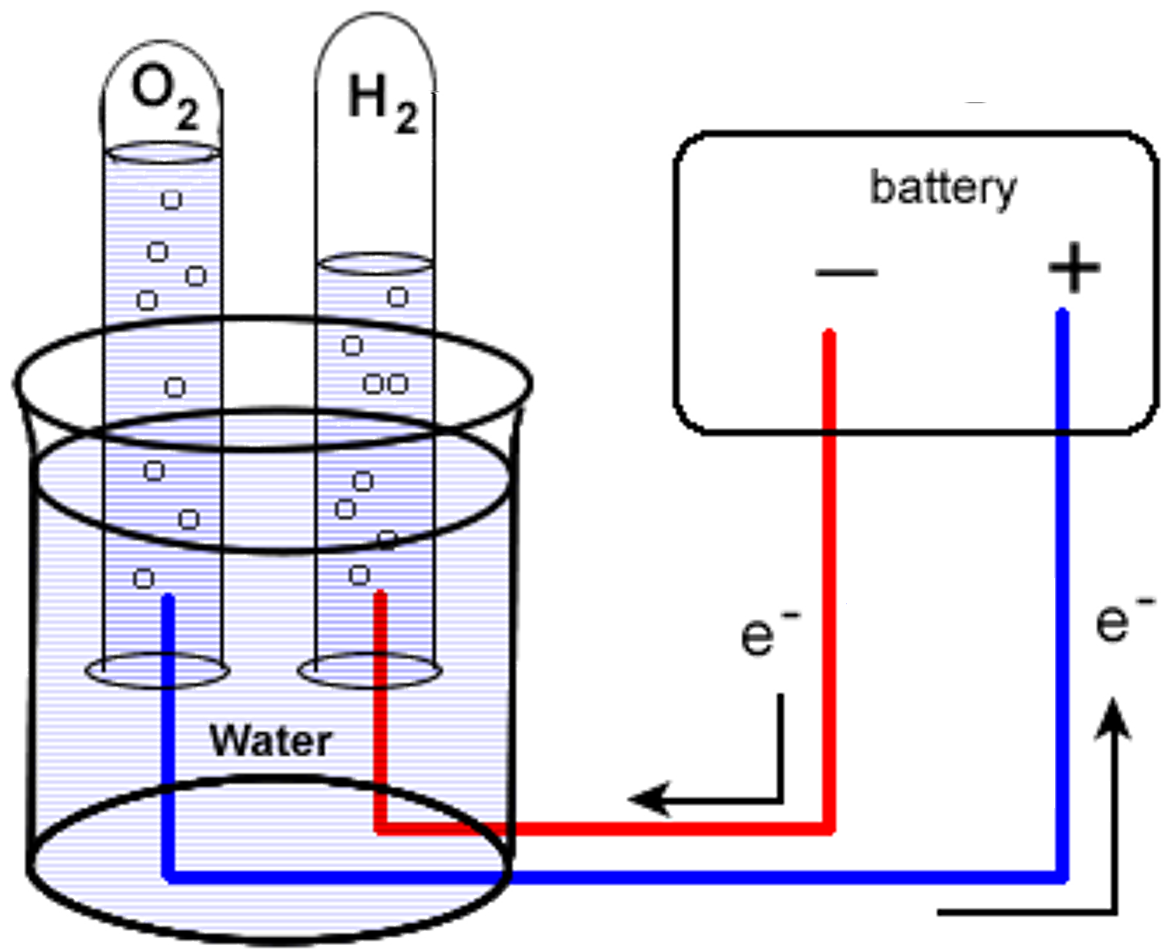 O2
H2
battery
— +
e-
e-
Water